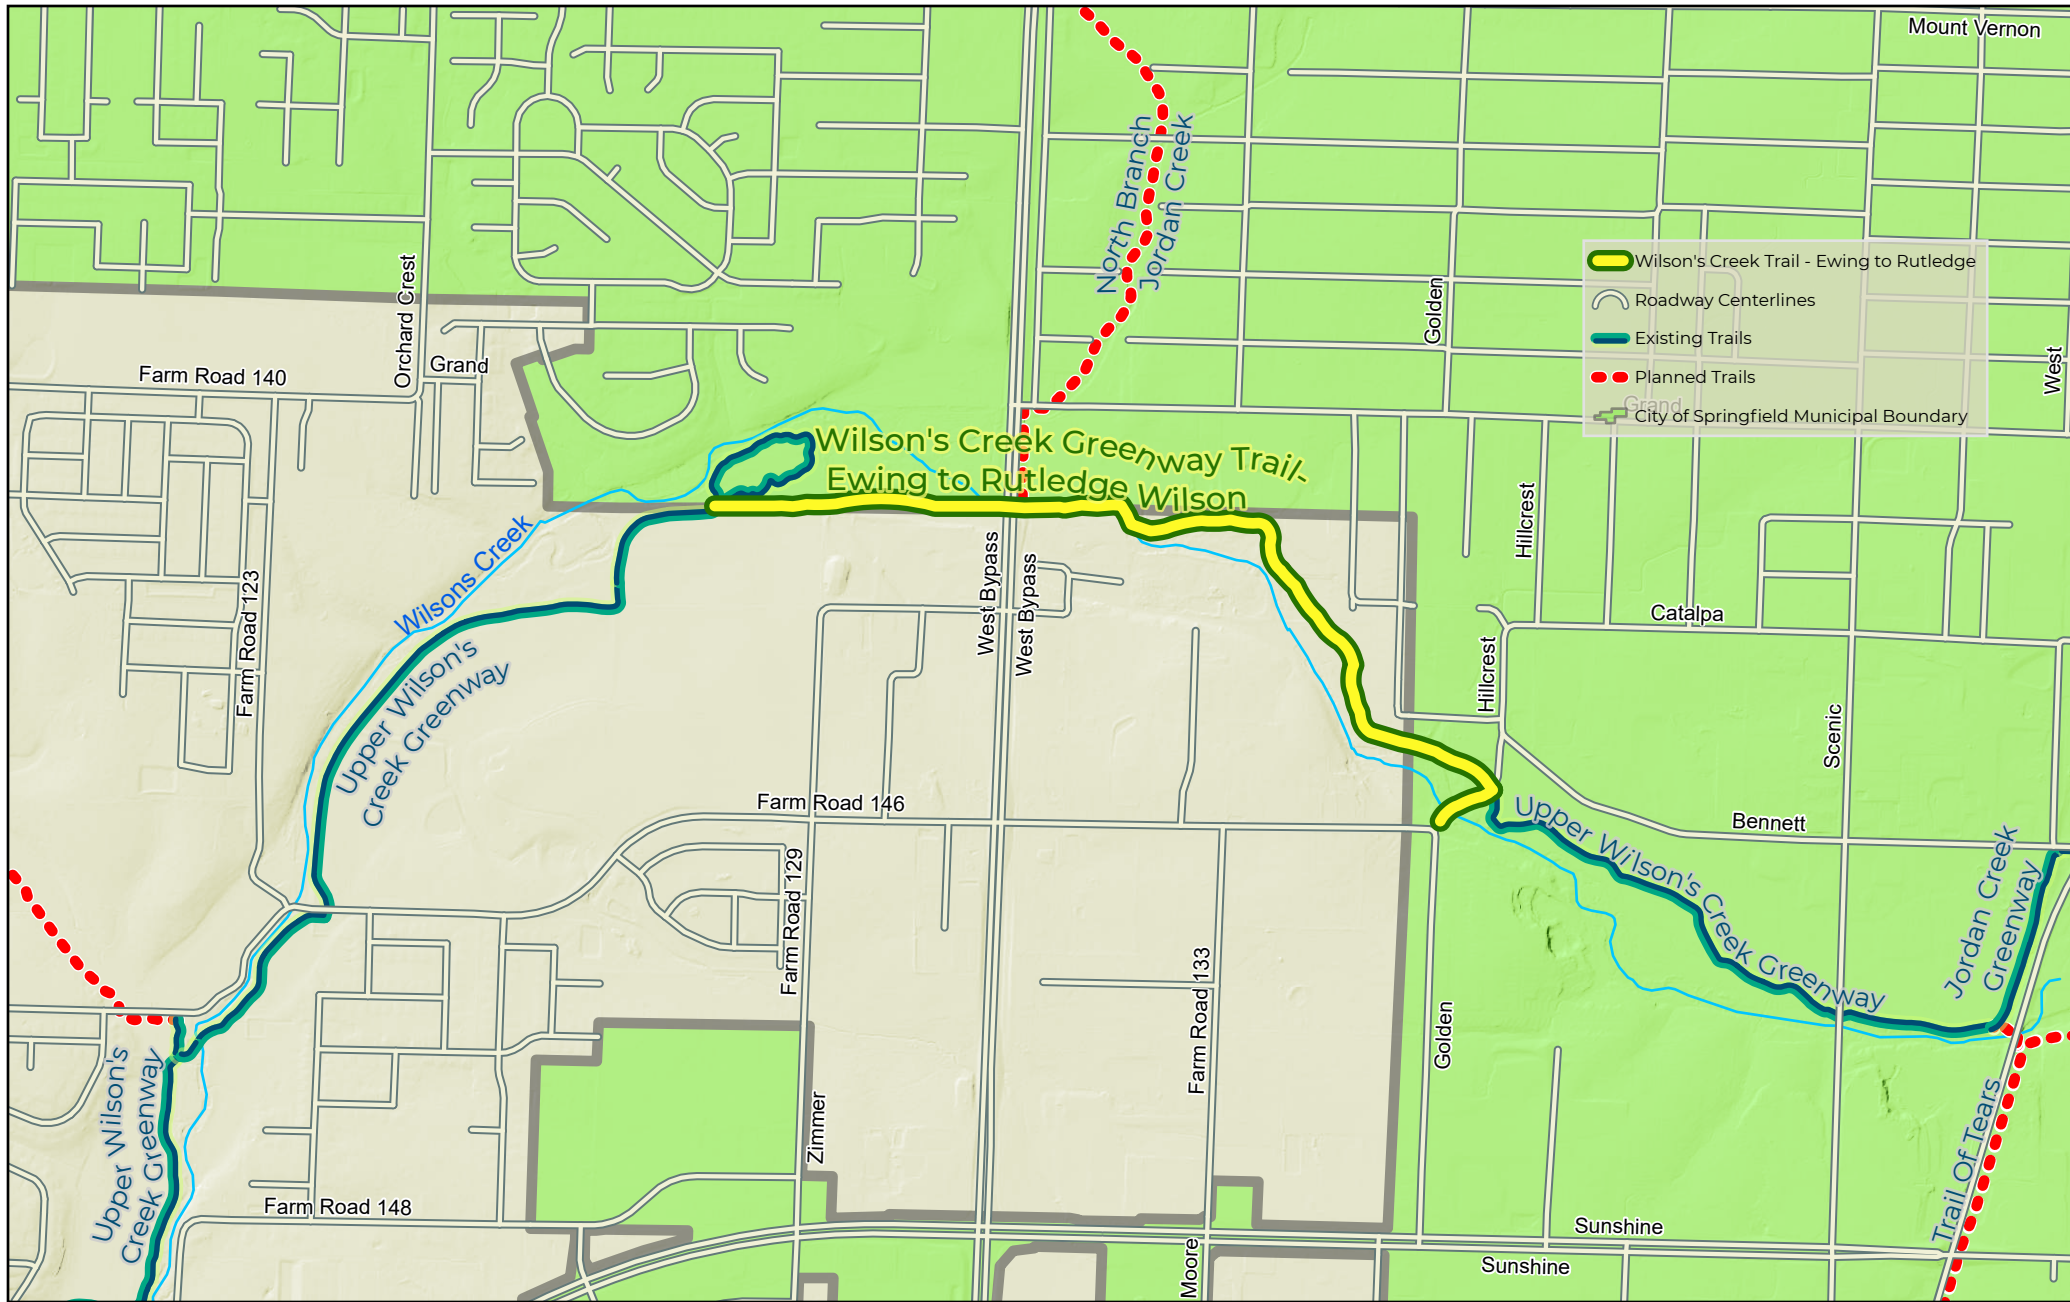 Mount Vernon
North Branch
Jordan Creek
Orchard Crest
Golden
Wilson's Creek Trail - Ewing to Rutledge
Roadway Centerlines
Existing Trails
Planned Trails
Grand
City of Springfield Municipal Boundary
West
Farm Road 140
Grand
Wilson's Creek Greenway Trail-
Ewing to Rutledge Wilson
Wilsons Creek
Hillcrest
Farm Road 123
West Bypass
West Bypass
Catalpa
Hillcrest
Upper Wilson's
Creek Greenway
Scenic
Farm Road 146
Bennett
Upper Wilson's Creek Greenway
Farm Road 129
Jordan Creek
Greenway
Farm Road 133
Golden
Upper Wilson's
Creek Greenway
Zimmer
Trail Of Tears
Farm Road 148
Sunshine
Sunshine
Moore